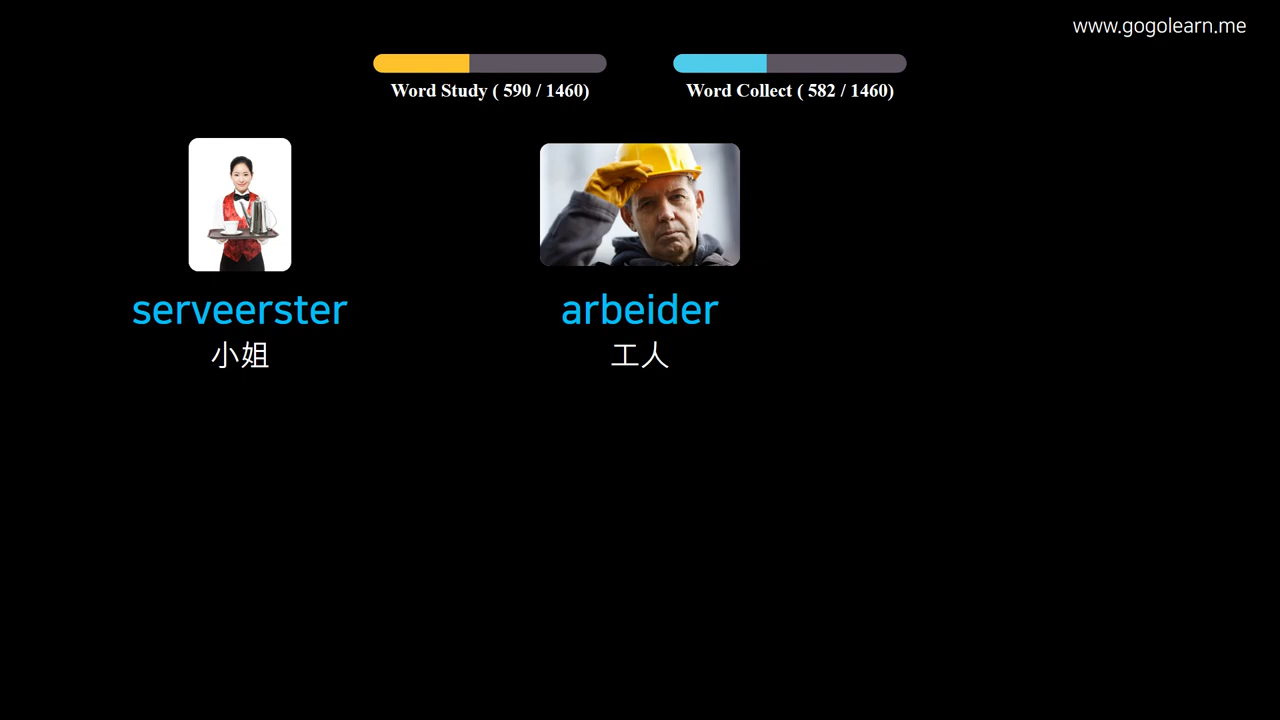 www.gogolearn.me
Word Study ( 590 / 1460)
Word Collect ( 582 / 1460)
serveerster
arbeider
小姐
工人